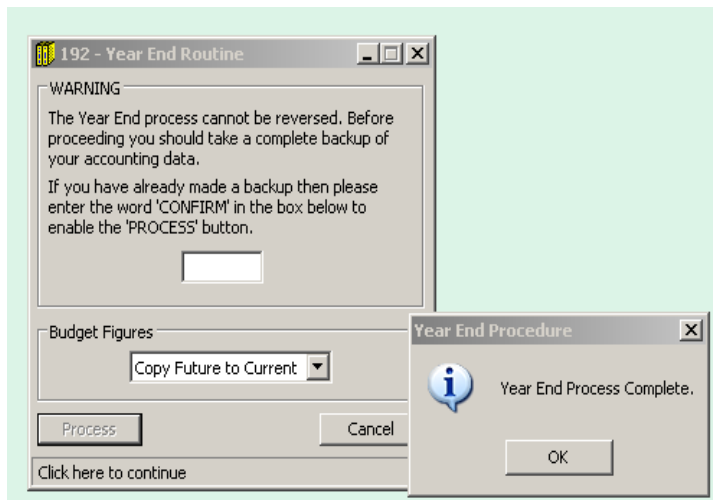 192 - Year End Routine
WARNING
The Year End process cannot be reversed. Before
proceeding you should take a complete backup of
your accounting data.
If you have already made a backup then please
enter the word 'CONFIRM' in the box below to
enable the 'PROCESS' button.
Budget Figures
Copy Future to Current
Process
Cancel
Click here to continue
Year End Procedure
Year End Process Complete.
OK